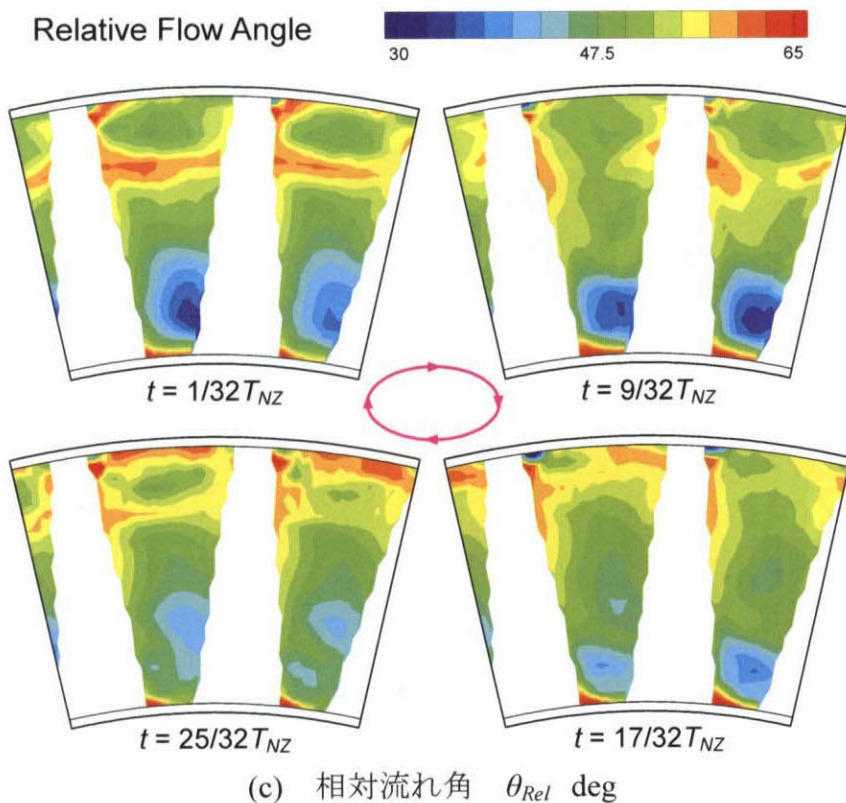 Relative Flow Angle
30 47.5 65
t = 1/32T_NZ
t = 9/32T_NZ
t = 25/32T_NZ
t = 17/32T_NZ
(c) 相対流れ角 θ_Rel deg